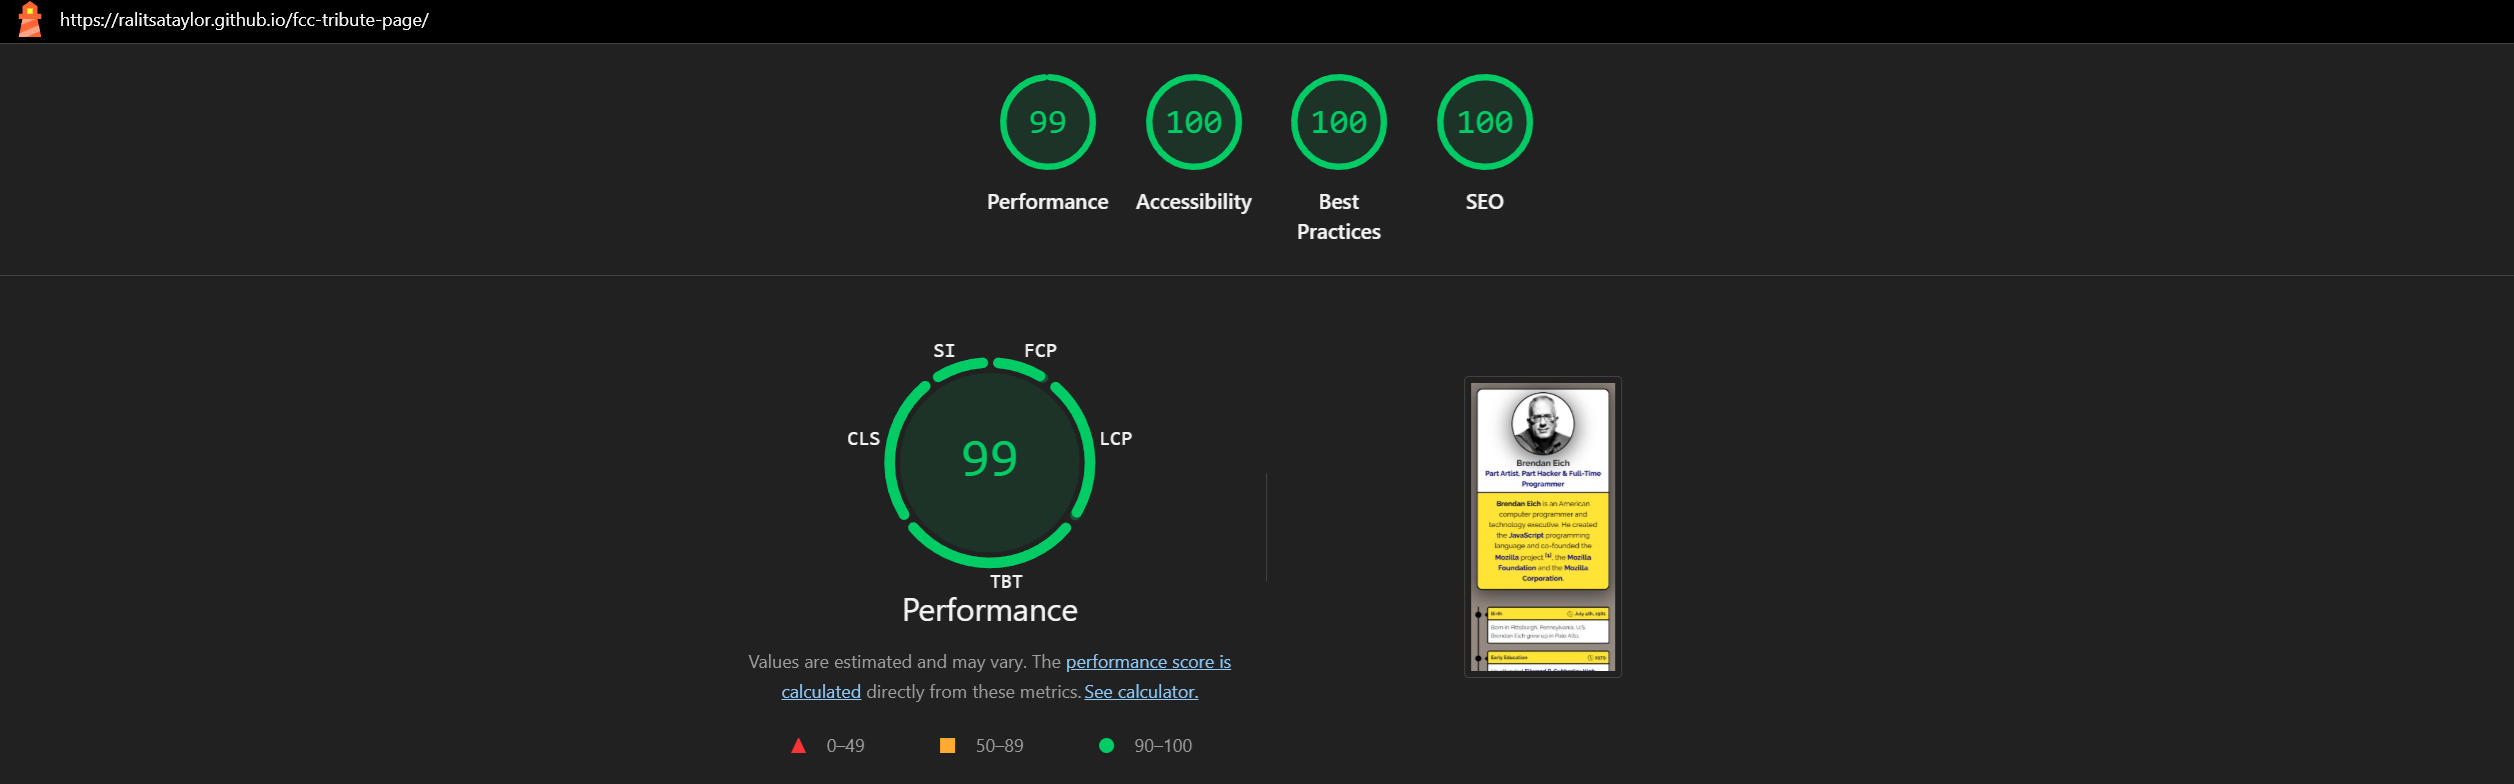 https://ralitsataylor.github.io/fcc-tribute-page/
99
100
100
100
Performance
Accessibility
Best
Practices
SEO
SI
FCP
CLS
LCP
99
TBT
Performance
Values are estimated and may vary. The performance score is
calculated directly from these metrics. See calculator.
0–49
50–89
90–100
Brendan Eich
Part Artist, Part Hacker & Full-Time
Programmer
Brendan Eich is an American
computer programmer and
technology executive. He created
the JavaScript programming
language and co-founded the
Mozilla project [1], the Mozilla
Foundation and the Mozilla
Corporation.
Birth
July 4th, 1961
Born in Pittsburgh, Pennsylvania, U.S.
Brendan Eich grew up in Palo Alto.
Early Education